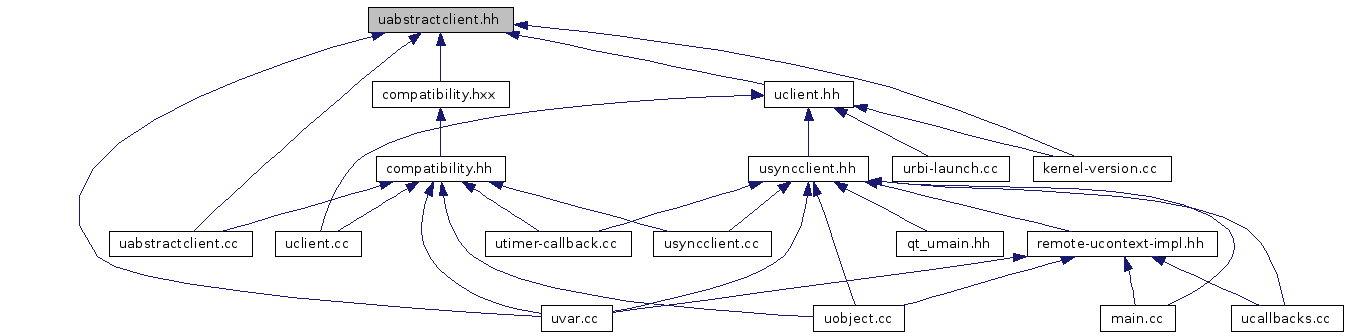 uabstractclient.hh
compatibility.hxx
uclient.hh
compatibility.hh
usyncclient.hh
urbi-launch.cc
kernel-version.cc
uabstractclient.cc
uclient.cc
utimer-callback.cc
usyncclient.cc
qt_umain.hh
remote-ucontext-impl.hh
uvar.cc
uobject.cc
main.cc
ucallbacks.cc